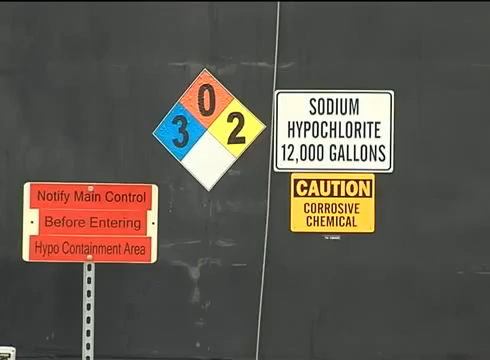 0
3
2
SODIUM
HYPOCHLORITE
12,000 GALLONS
CAUTION
CORROSIVE
CHEMICAL
Notify Main Control
Before Entering
Hypo Containment Area